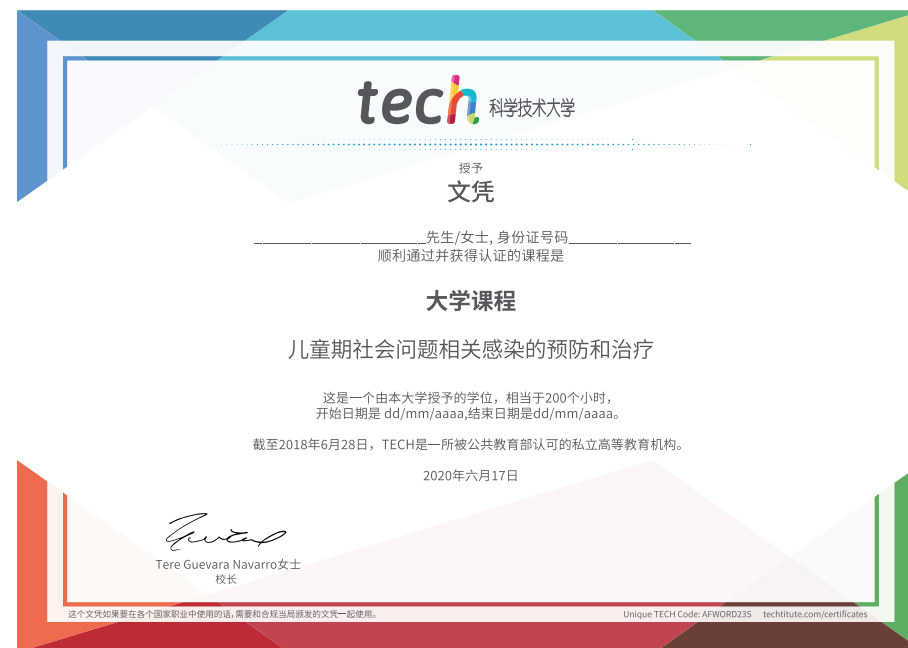 tech 科学技术大学
授予
文凭
______________________先生/女士, 身份证号码________________
顺利通过并获得认证的课程是
大学课程
儿童期社会问题相关感染的预防和治疗
这是一个由本大学授予的学位，相当于200个小时，
开始日期是 dd/mm/aaaa,结束日期是dd/mm/aaaa。
截至2018年6月28日，TECH是一所被公共教育部认可的私立高等教育机构。
2020年六月17日
Tere Guevara Navarro女士
校长
这个文凭如果要在各个国家职业中使用的话,需要和合规当局颁发的文凭一起使用。
Unique TECH Code: AFWORD23S techtitute.com/certificates